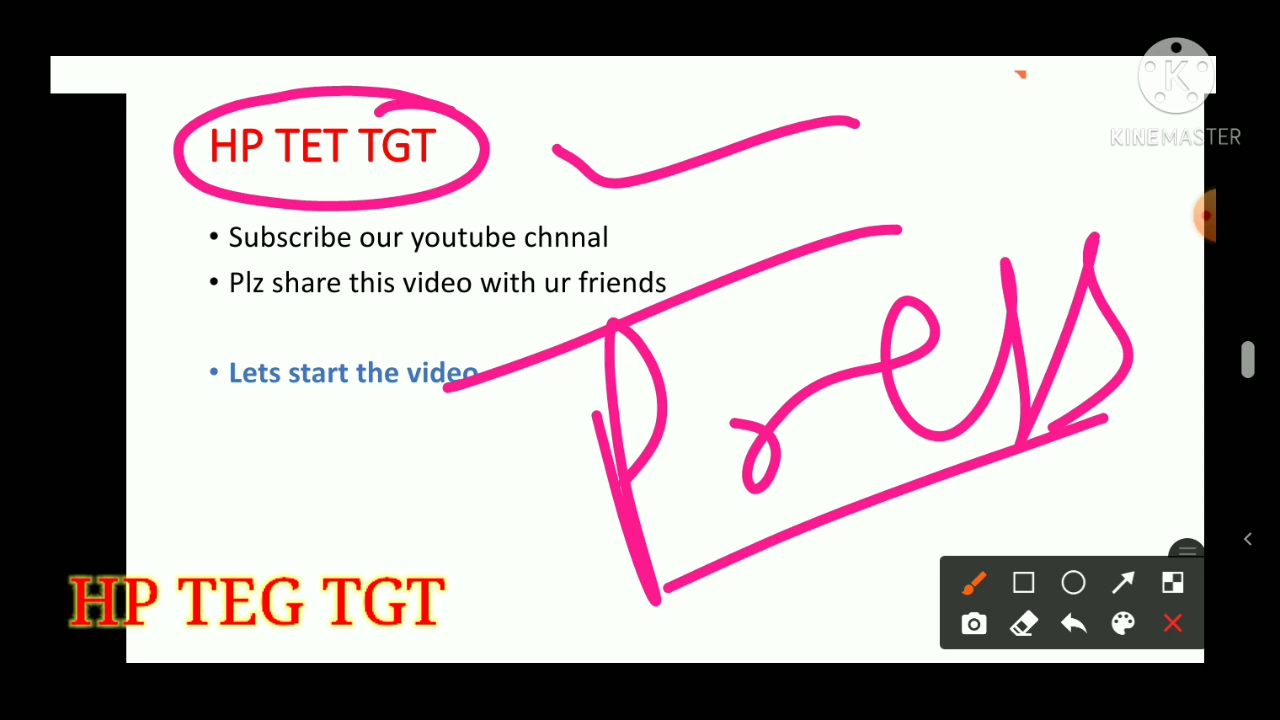 KINEMASTER
HP TET TGT
• Subscribe our youtube chnnal
• Plz share this video with ur friends
• Lets start the video
Press
HP TEG TGT